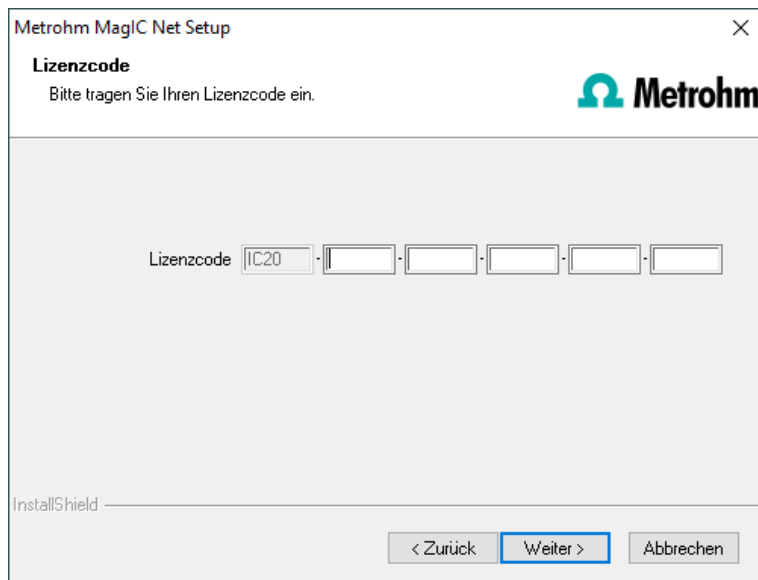 Metrohm MagIC Net Setup
Lizenzcode
Bitte tragen Sie Ihren Lizenzcode ein.
Metrohm
Lizenzcode IC20 - - - - -
InstallShield
< Zurück Weiter > Abbrechen